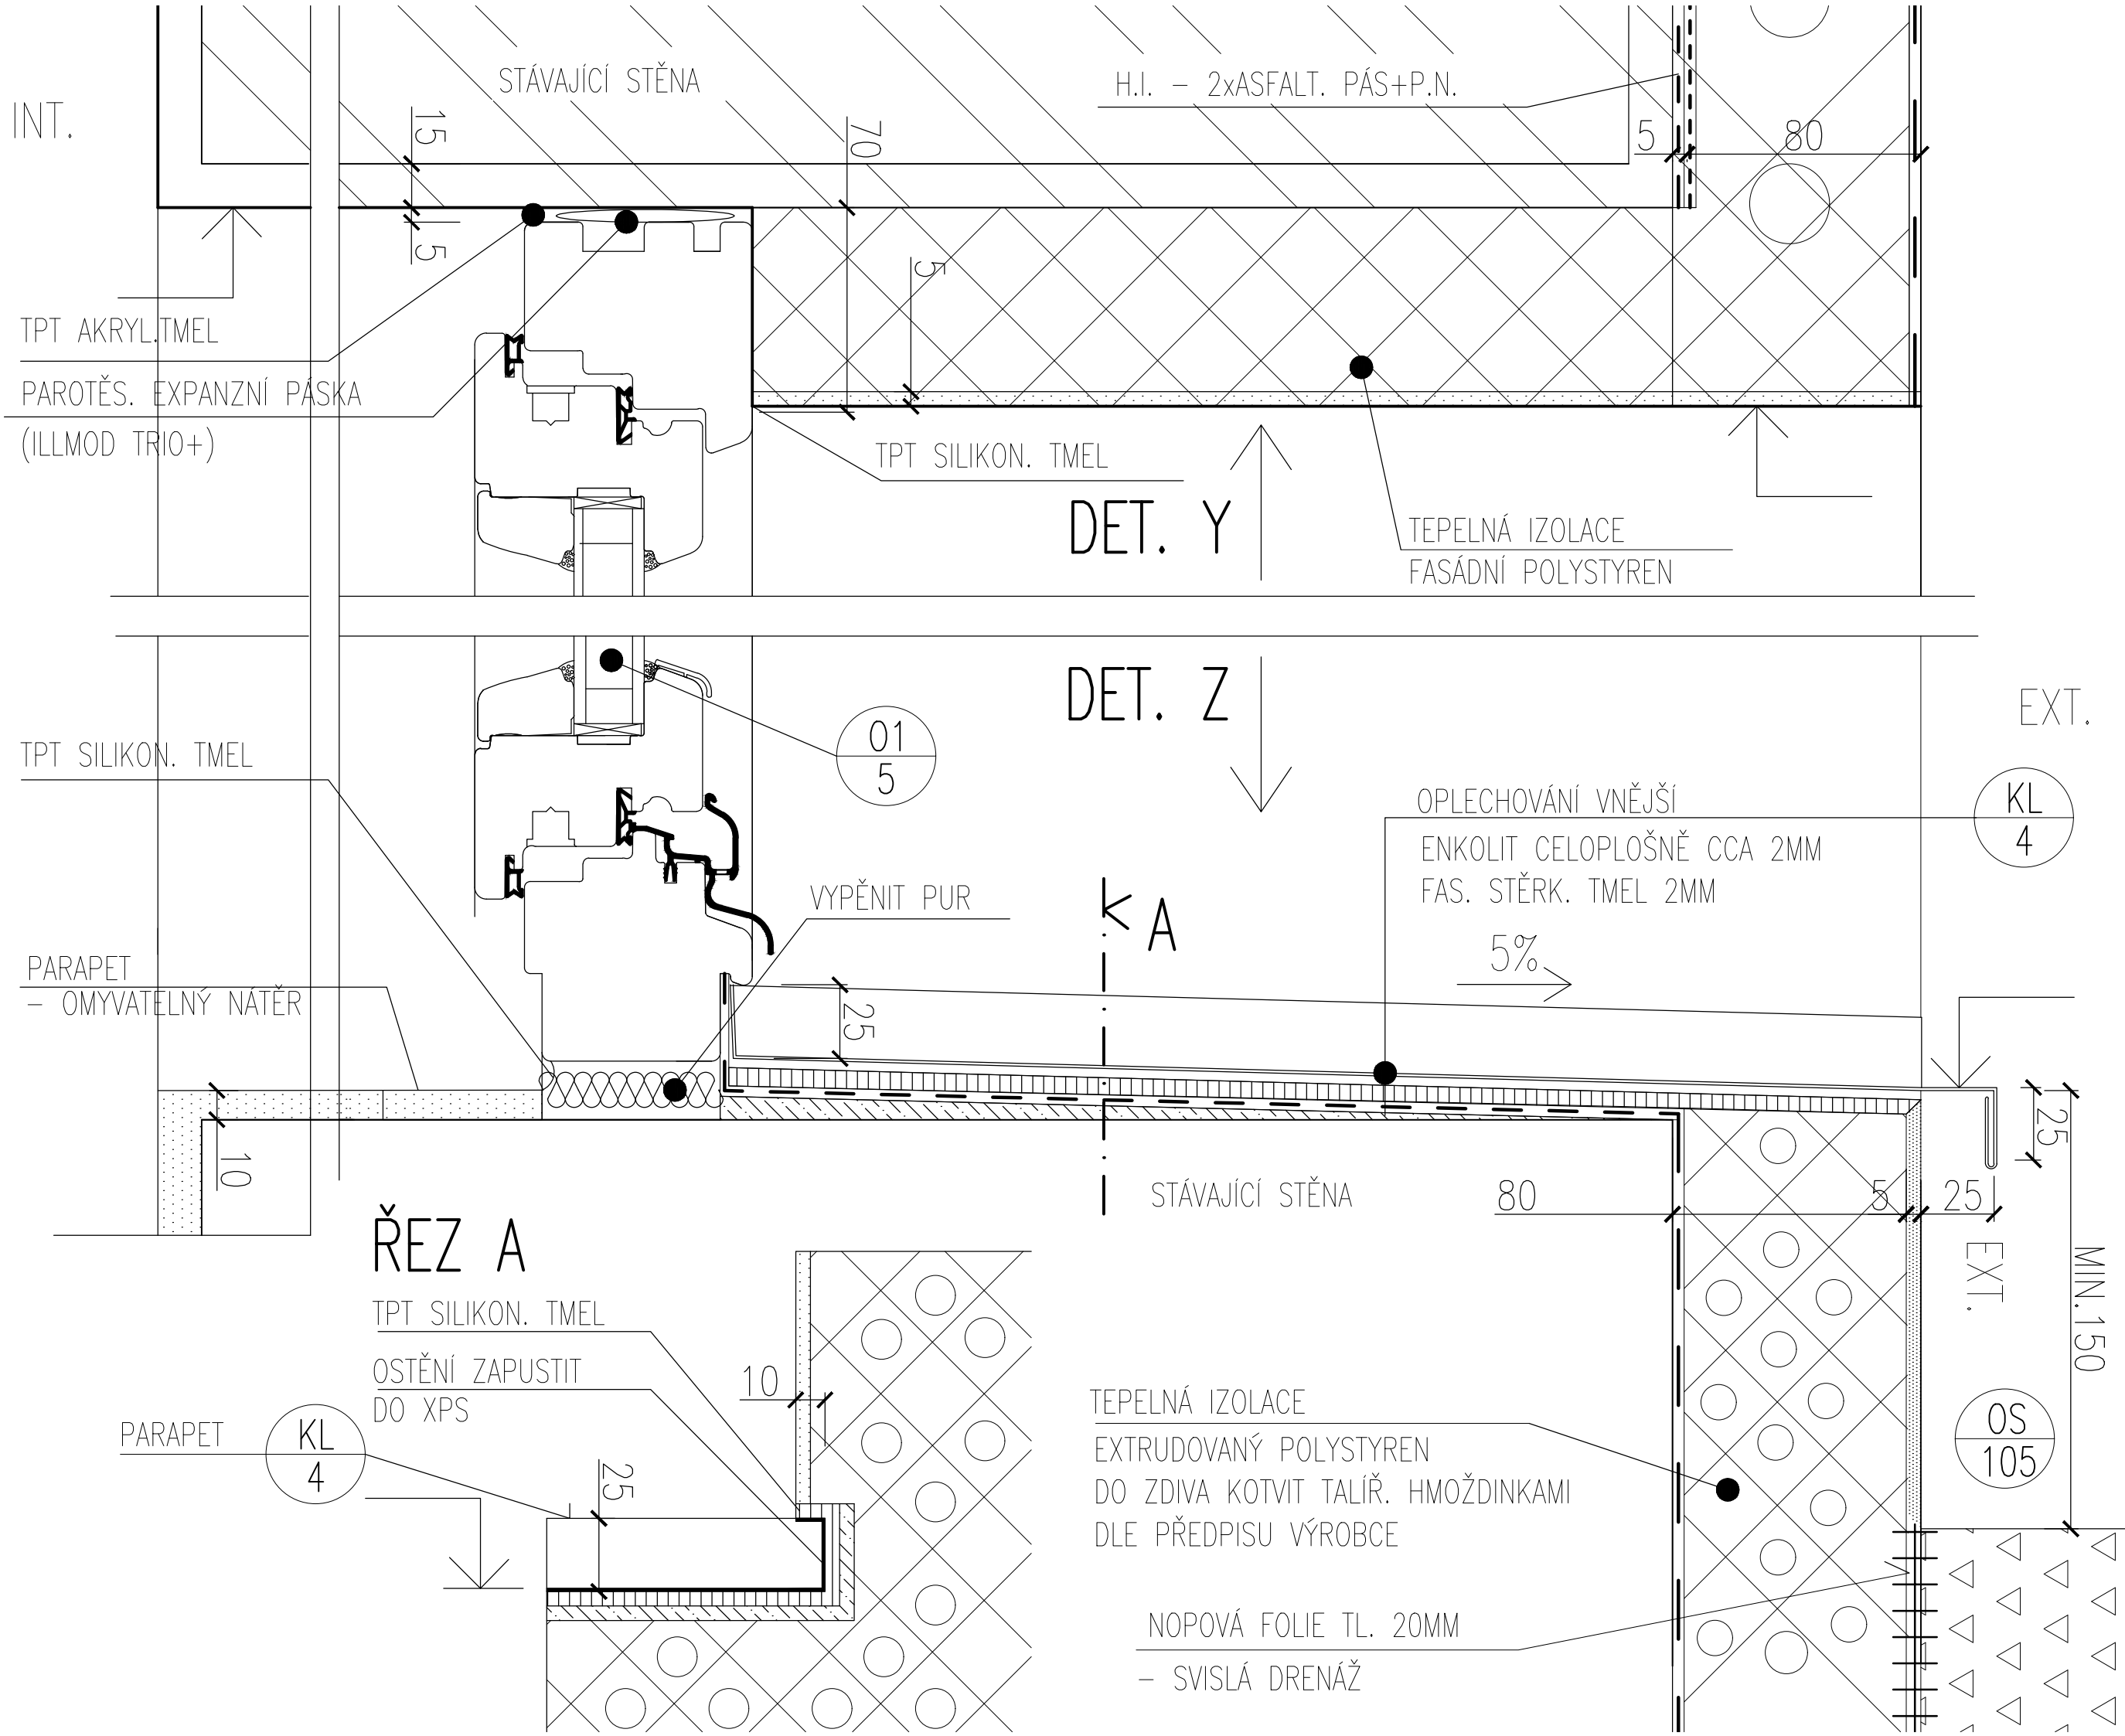 STÁVAJÍCÍ STĚNA
H.I. - 2xASFALT. PÁS+P.N.
INT.
15
70
5
80
5
5
TPT AKRYL.TMEL
PAROTĚS. EXPANZNÍ PÁSKA
(ILLMOD TRIO+)
TPT SILIKON. TMEL
DET. Y
TEPELNÁ IZOLACE
FASÁDNÍ POLYSTYREN
DET. Z
EXT.
TPT SILIKON. TMEL
01
5
OPLECHOVÁNÍ VNĚJŠÍ
ENKOLIT CELOPLOŠNĚ CCA 2MM
FAS. STĚRK. TMEL 2MM
KL
4
VYPĚNIT PUR
A
5%
PARAPET
- OMYVATELNÝ NÁTĚR
25
25
10
STÁVAJÍCÍ STĚNA
80
5
25
EXT.
MIN.150
ŘEZ A
TPT SILIKON. TMEL
OSTĚNÍ ZAPUSTIT
DO XPS
10
PARAPET
KL
4
25
TEPELNÁ IZOLACE
EXTRUDOVANÝ POLYSTYREN
DO ZDIVA KOTVIT TALÍŘ. HMOŽDINKAMI
DLE PŘEDPISU VÝROBCE
OS
105
NOPOVÁ FOLIE TL. 20MM
- SVISLÁ DRENÁŽ